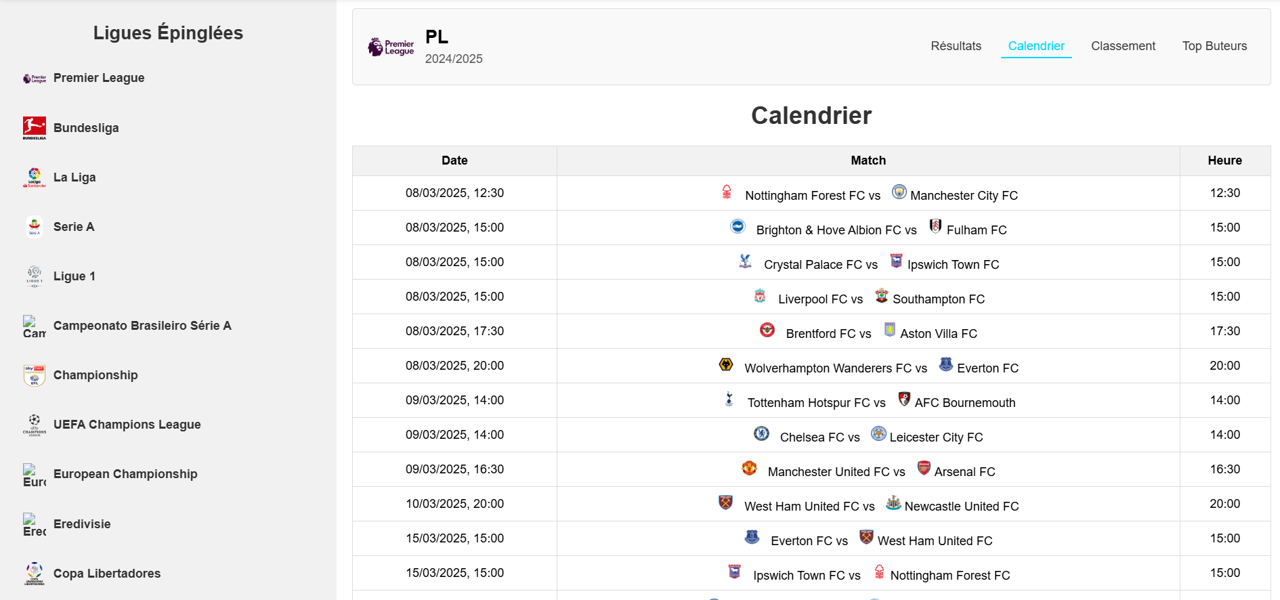 Ligues Épinglées
Premier League
Bundesliga
La Liga
Serie A
Ligue 1
Campeonato Brasileiro Série A
Championship
UEFA Champions League
European Championship
Eredivisie
Copa Libertadores
Premier League
PL
2024/2025
Résultats Calendrier Classement Top Buteurs
Calendrier
Date Match Heure
08/03/2025, 12:30 Nottingham Forest FC vs Manchester City FC 12:30
08/03/2025, 15:00 Brighton & Hove Albion FC vs Fulham FC 15:00
08/03/2025, 15:00 Crystal Palace FC vs Ipswich Town FC 15:00
08/03/2025, 15:00 Liverpool FC vs Southampton FC 15:00
08/03/2025, 17:30 Brentford FC vs Aston Villa FC 17:30
08/03/2025, 20:00 Wolverhampton Wanderers FC vs Everton FC 20:00
09/03/2025, 14:00 Tottenham Hotspur FC vs AFC Bournemouth 14:00
09/03/2025, 14:00 Chelsea FC vs Leicester City FC 14:00
09/03/2025, 16:30 Manchester United FC vs Arsenal FC 16:30
10/03/2025, 20:00 West Ham United FC vs Newcastle United FC 20:00
15/03/2025, 15:00 Everton FC vs West Ham United FC 15:00
15/03/2025, 15:00 Ipswich Town FC vs Nottingham Forest FC 15:00